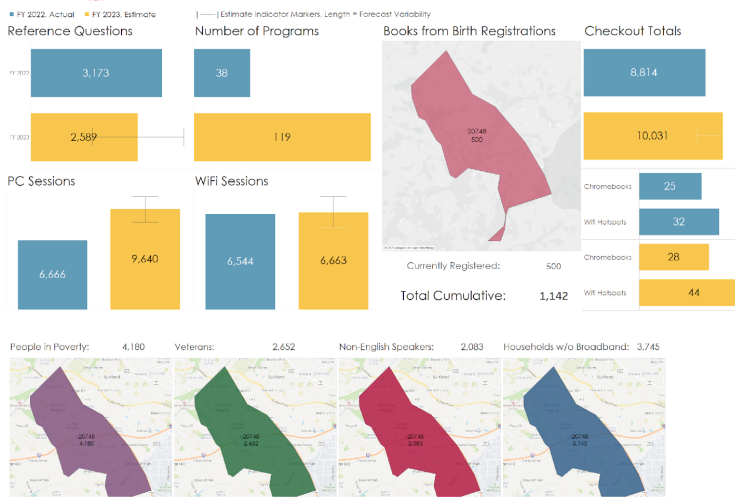 FY 2022, Actual
FY 2023, Estimate
|——| Estimate Indicator Markers, Length = Forecast Variability
Reference Questions
Number of Programs
Books from Birth Registrations
Checkout Totals
FY 2022
3,173
38
8,814
20748
500
FY 2023
2,589
119
10,031
PC Sessions
WiFi Sessions
Chromebooks
25
Wifi Hotspots
32
6,666
9,640
6,544
6,663
Chromebooks
28
Currently Registered:
500
Wifi Hotspots
44
Total Cumulative:
1,142
People in Poverty:
4,180
Veterans:
2,652
Non-English Speakers:
2,083
Households w/o Broadband:
3,745
Suitland
Suitland
Suitland
Suitland
20748
4,180
20748
2,652
20748
2,083
20748